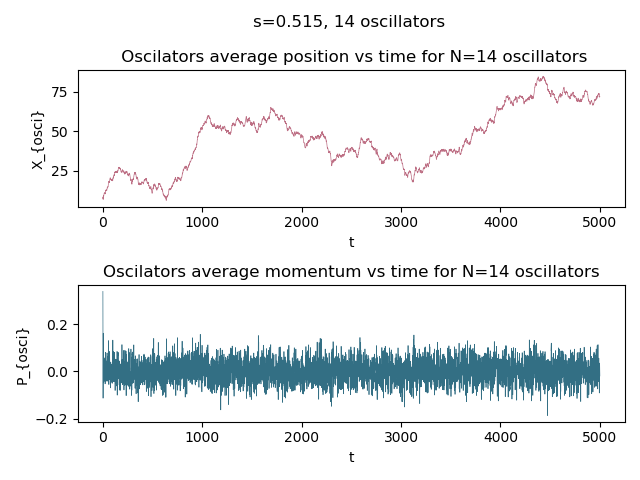 s=0.515, 14 oscillators
Oscilators average position vs time for N=14 oscillators
75
50
25
X_{osci}
0 1000 2000 3000 4000 5000
t
Oscilators average momentum vs time for N=14 oscillators
0.2
0.0
−0.2
P_{osci}
0 1000 2000 3000 4000 5000
t